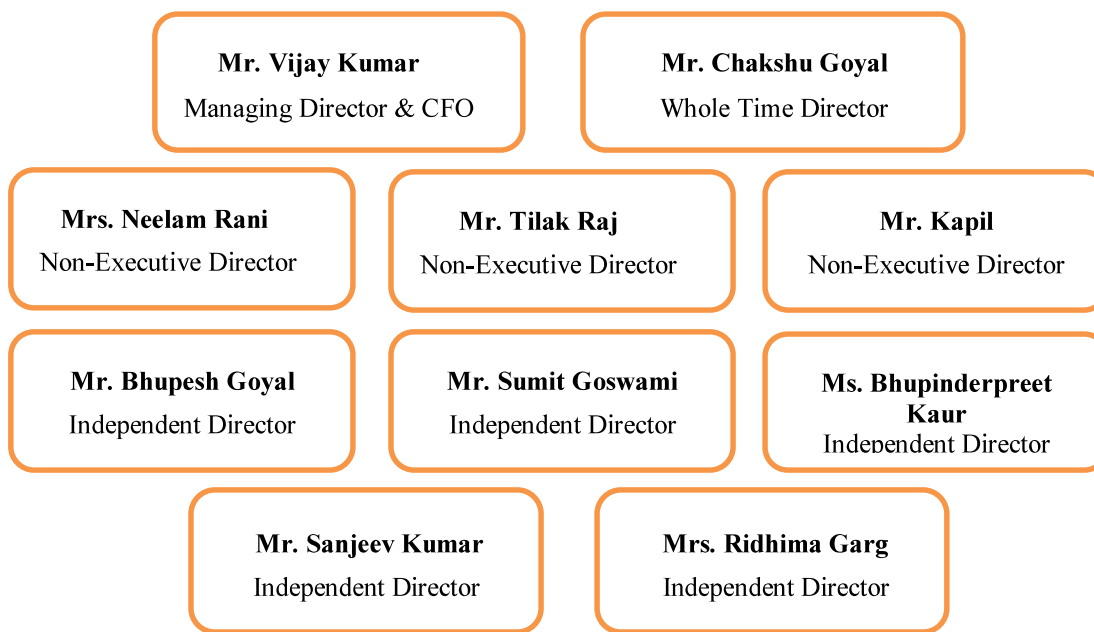 Mr. Vijay Kumar
Managing Director & CFO
Mr. Chakshu Goyal
Whole Time Director
Mrs. Neelam Rani
Non-Executive Director
Mr. Tilak Raj
Non-Executive Director
Mr. Kapil
Non-Executive Director
Mr. Bhupesh Goyal
Independent Director
Mr. Sumit Goswami
Independent Director
Ms. Bhupinderpreet
Kaur
Independent Director
Mr. Sanjeev Kumar
Independent Director
Mrs. Ridhima Garg
Independent Director